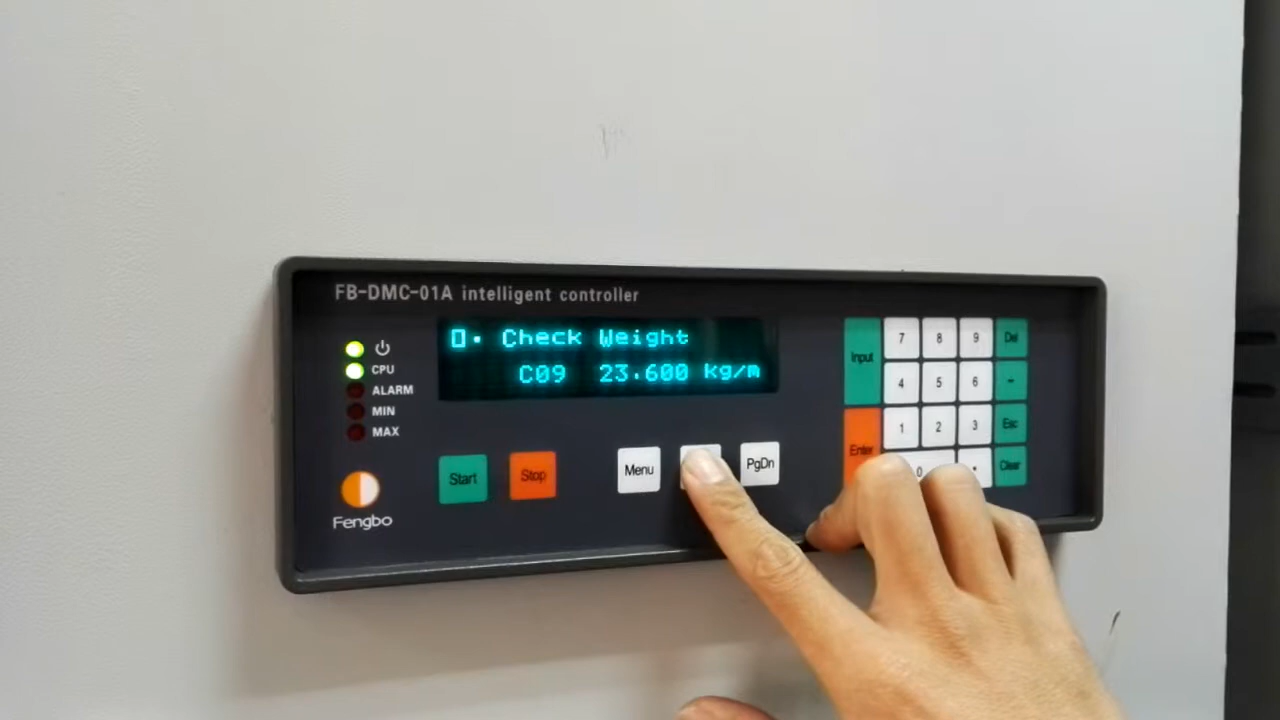 FB-DMC-01A intelligent controller
0. Check Weight
C09 23.600 kg/m
CPU
ALARM
MIN
MAX
Start
Stop
Menu
PgDn
Fengbo
Input
7 8 9 Del
4 5 6 -
Enter
1 2 3 Esc
0 . Clear